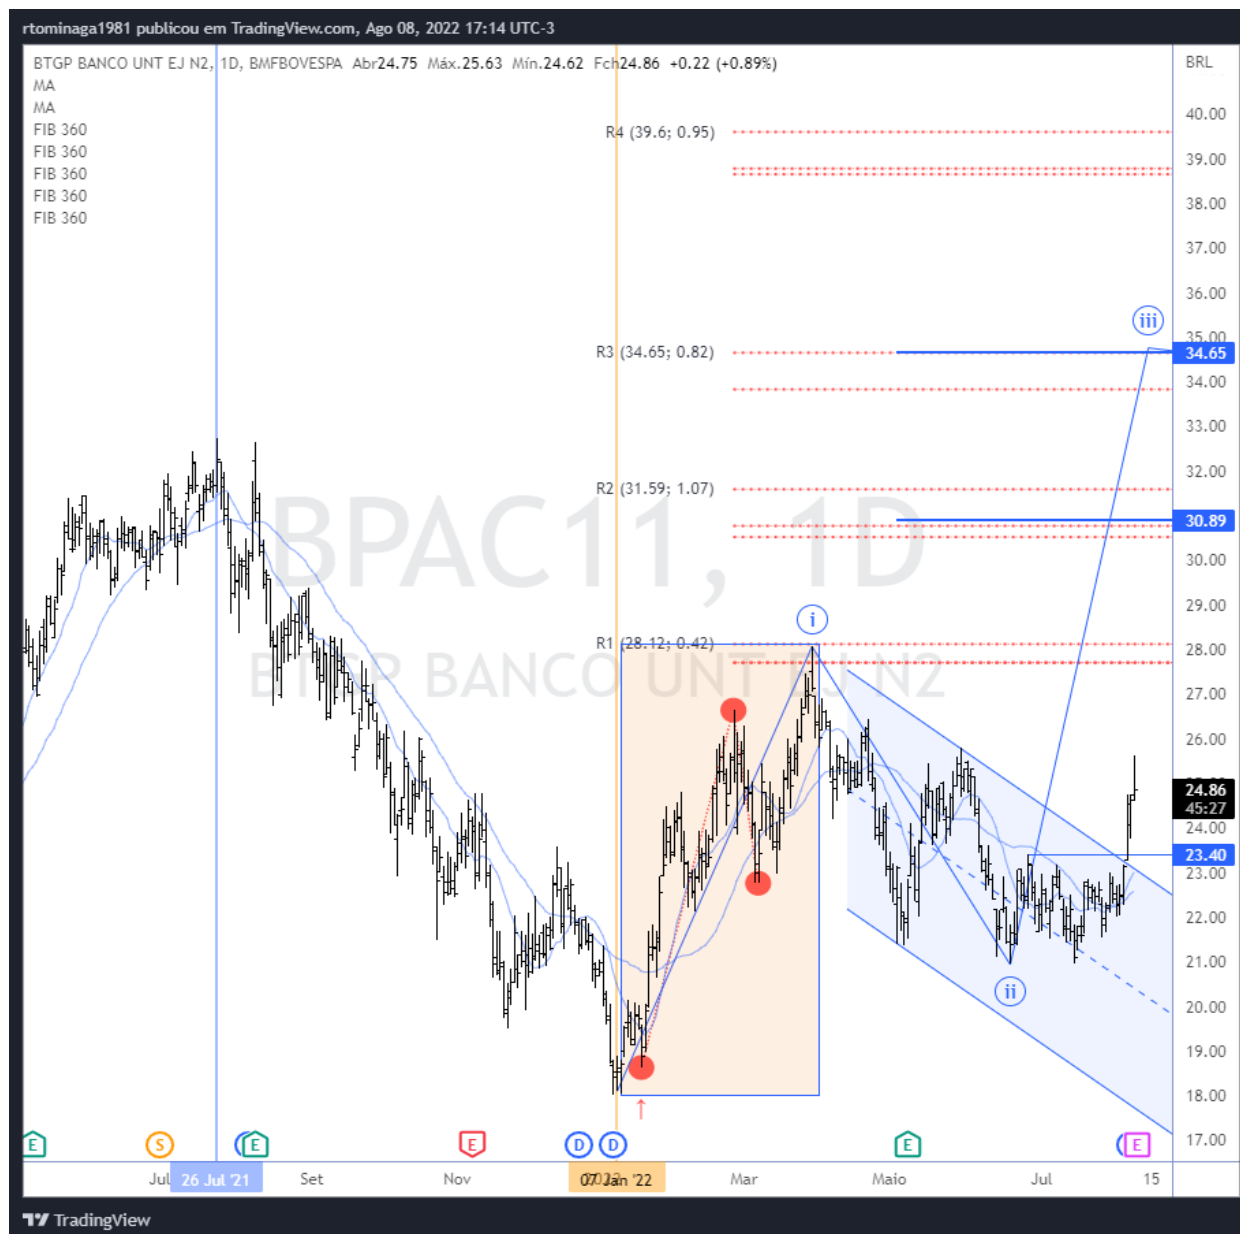 rtominaga1981 publicou em TradingView.com, Ago 08, 2022 17:14 UTC-3
BTGP BANCO UNT EJ N2, 1D, BMFBOVESPA Abr24.75 Máx.25.63 Mín.24.62 Fch24.86 +0.22 (+0.89%)
BRL
MA
MA
FIB 360
FIB 360
FIB 360
FIB 360
FIB 360
R4 (39.6; 0.95)
R3 (34.65; 0.82)
R2 (31.59; 1.07)
R1 (28.12; 0.42)
BPAC11, 1D
BTGP BANCO UNT EJ N2
i
ii
iii
40.00
39.00
38.00
37.00
36.00
35.00
34.65
34.00
33.00
32.00
30.89
30.00
29.00
28.00
27.00
26.00
24.86
45:27
24.00
23.40
23.00
22.00
21.00
20.00
19.00
18.00
17.00
E
S
E
E
D
D
E
E
Jul
26 Jul '21
Set
Nov
07 Jan '22
Mar
Maio
Jul
15
TradingView